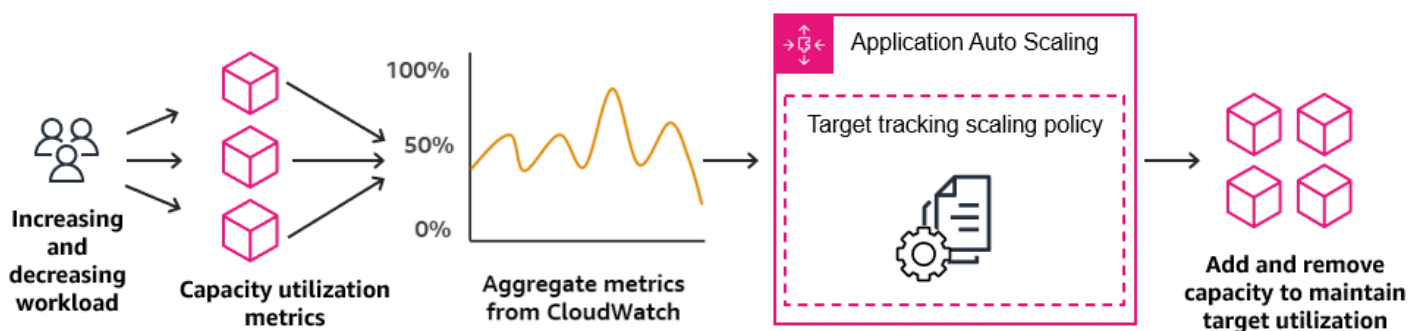 Increasing
and
decreasing
workload
Capacity utilization
metrics
100%
50%
0%
Aggregate metrics
from CloudWatch
Application Auto Scaling
Target tracking scaling policy
Add and remove
capacity to maintain
target utilization